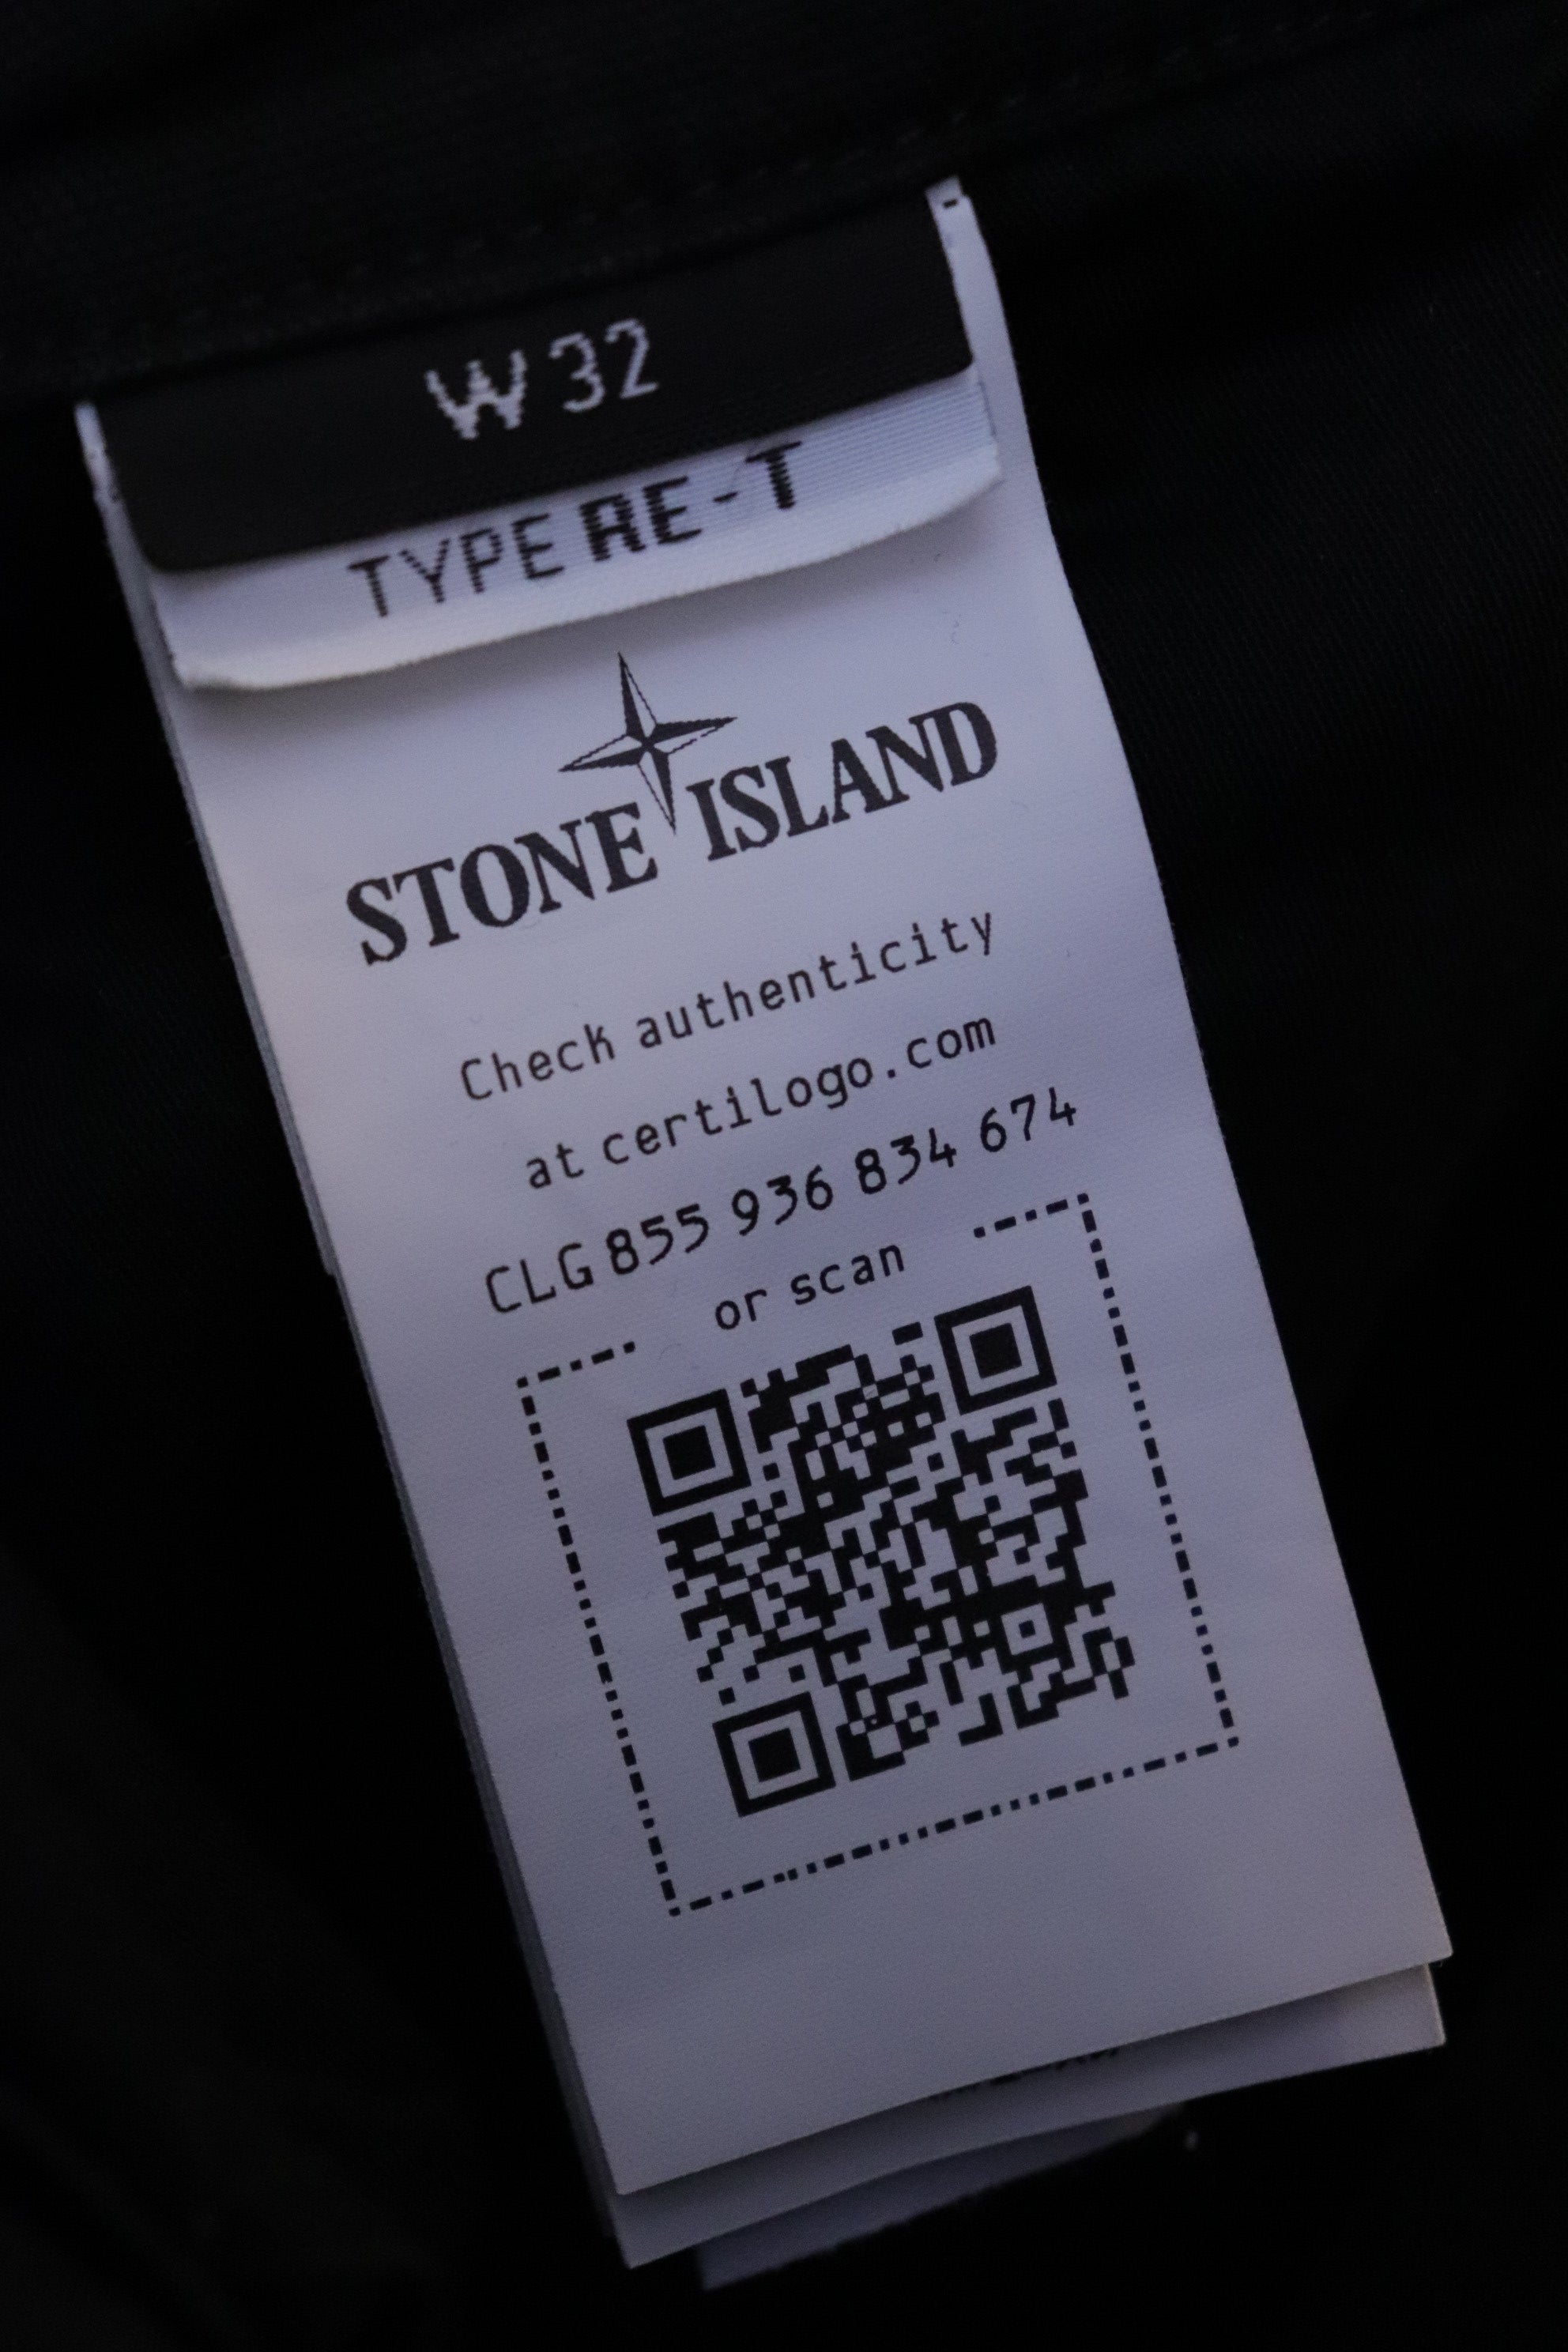 W 32
TYPE RE-T
STONE ISLAND
Check authenticity
at certilogo.com
CLG 855 936 834 674
or scan